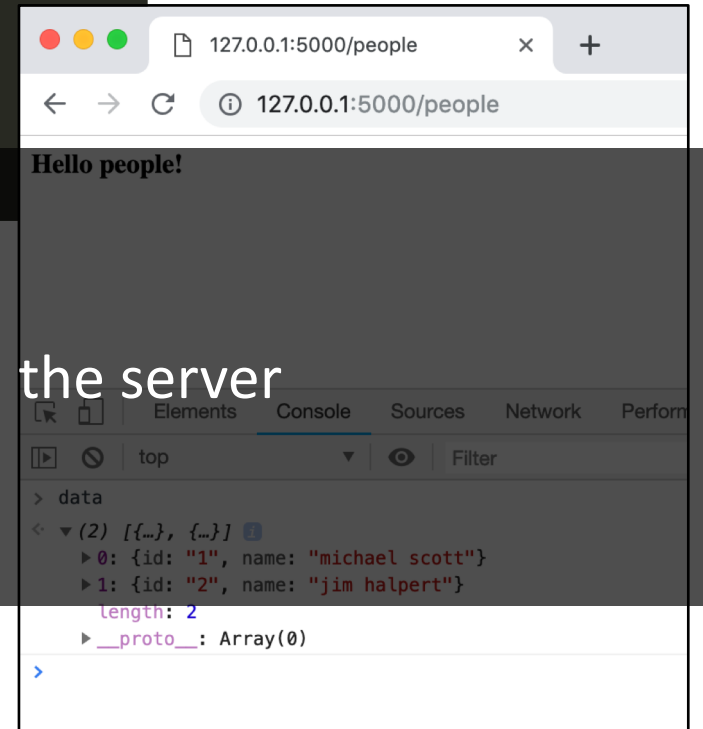 127.0.0.1:5000/people
127.0.0.1:5000/people
Hello people!
the server
Elements Console Sources Network Perform
top Filter
> data
(2) [{…}, {…}] i
0: {id: "1", name: "michael scott"}
1: {id: "2", name: "jim halpert"}
length: 2
__proto__: Array(0)
>